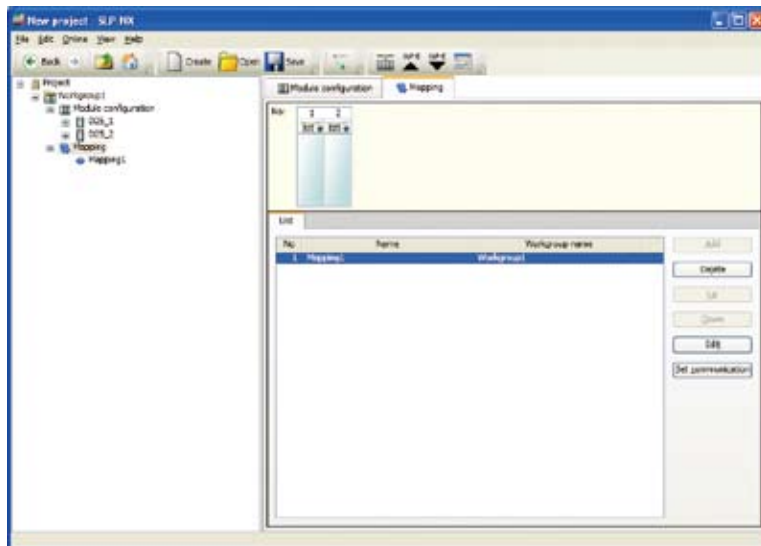 New project SLP-NX
File Edit Online View Help
Back Create Open Save
Project
Workgroup1
Module configuration
Mapping
Mapping1
Module configuration Mapping
No. 1 2
List
No Name Workgroup name
1 Mapping1 Workgroup1
Add
Delete
Up
Down
Edit
Set communication